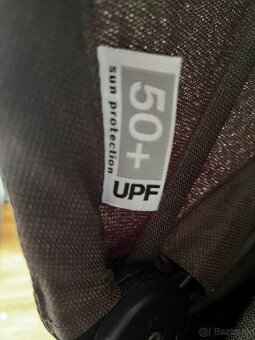 50+
sun protection
UPF
© Bazos.sk